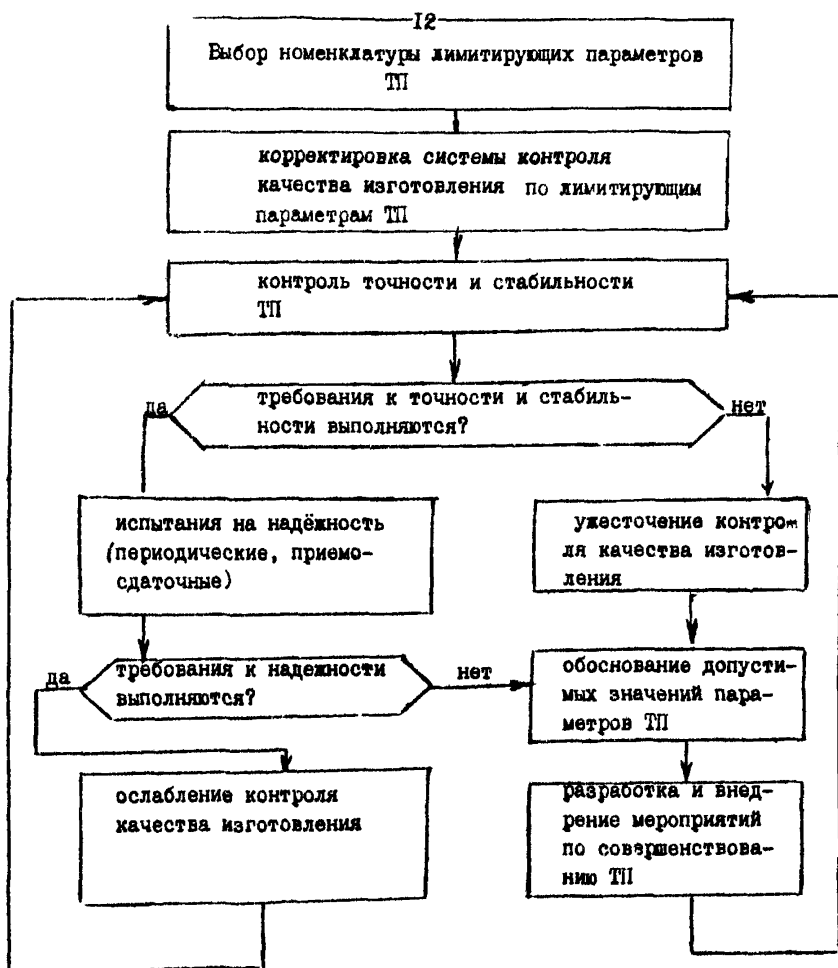 12
Выбор номенклатуры лимитирующих параметров
ТП
корректировка системы контроля
качества изготовления по лимитирующим
параметрам ТП
контроль точности и стабильности
ТП
да
требования к точности и стабиль-
ности выполняются?
нет
испытания на надёжность
(периодические, приемо-
сдаточные)
ужесточение контро-
ля качества изготов-
ления
да
требования к надежности
выполняются?
нет
обоснование допусти-
мых значений пара-
метров ТП
ослабление контроля
качества изготовления
разработка и внед-
рение мероприятий
по совершенствова-
нию ТП